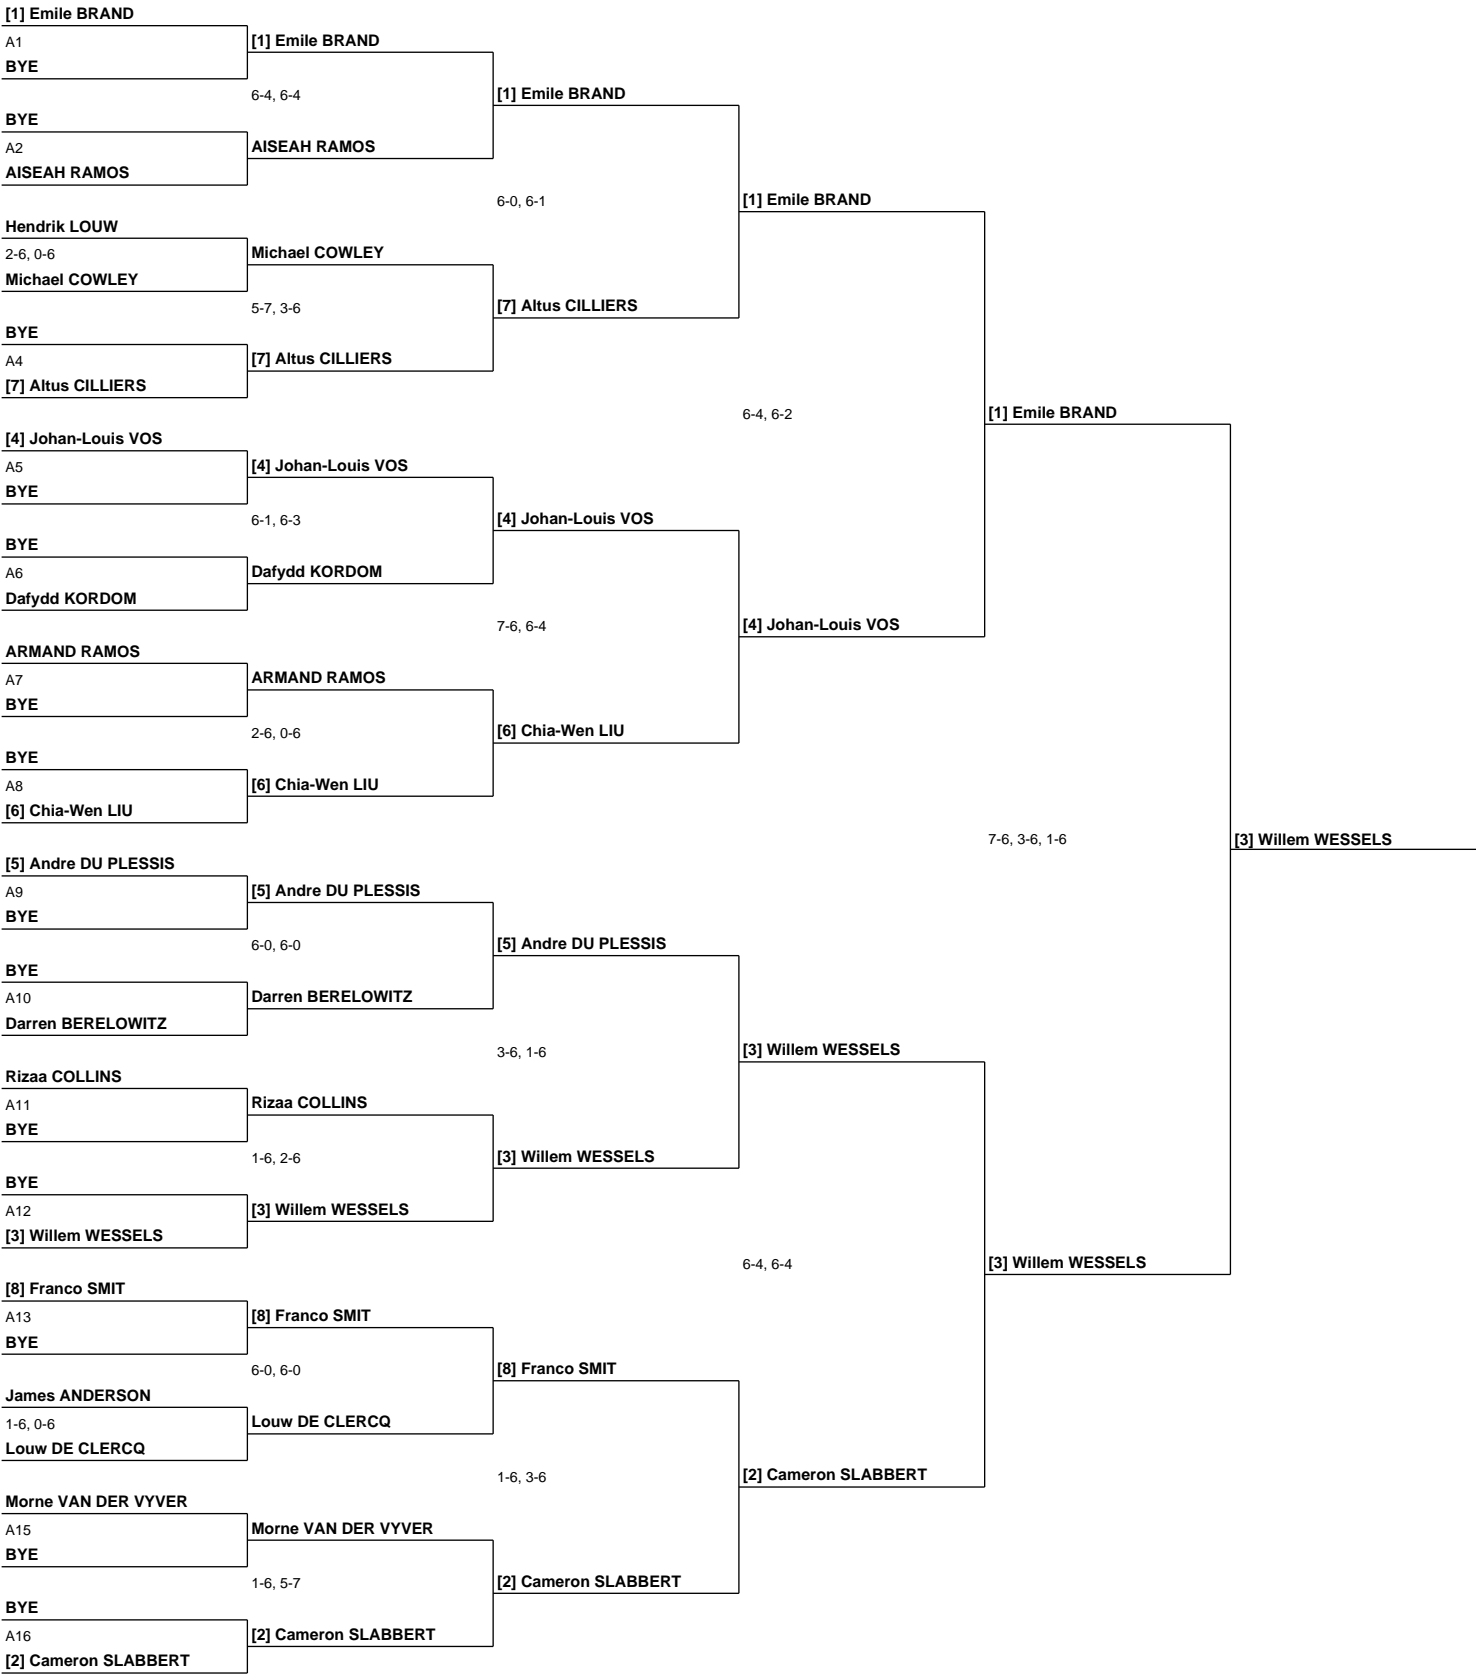 [1] Emile BRAND
A1
BYE
BYE
A2
AISEAH RAMOS
Hendrik LOUW
2-6, 0-6
Michael COWLEY
BYE
A4
[7] Altus CILLIERS
[4] Johan-Louis VOS
A5
BYE
BYE
A6
Dafydd KORDOM
ARMAND RAMOS
A7
BYE
BYE
A8
[6] Chia-Wen LIU
[5] Andre DU PLESSIS
A9
BYE
BYE
A10
Darren BERELOWITZ
Rizaa COLLINS
A11
BYE
BYE
A12
[3] Willem WESSELS
[8] Franco SMIT
A13
BYE
James ANDERSON
1-6, 0-6
Louw DE CLERCQ
Morne VAN DER VYVER
A15
BYE
BYE
A16
[2] Cameron SLABBERT
[1] Emile BRAND
6-4, 6-4
AISEAH RAMOS
Michael COWLEY
5-7, 3-6
[7] Altus CILLIERS
[4] Johan-Louis VOS
6-1, 6-3
Dafydd KORDOM
ARMAND RAMOS
2-6, 0-6
[6] Chia-Wen LIU
[5] Andre DU PLESSIS
6-0, 6-0
Darren BERELOWITZ
Rizaa COLLINS
1-6, 2-6
[3] Willem WESSELS
[8] Franco SMIT
6-0, 6-0
Louw DE CLERCQ
Morne VAN DER VYVER
1-6, 5-7
[2] Cameron SLABBERT
[1] Emile BRAND
6-0, 6-1
[7] Altus CILLIERS
[4] Johan-Louis VOS
7-6, 6-4
[6] Chia-Wen LIU
[5] Andre DU PLESSIS
3-6, 1-6
[3] Willem WESSELS
[8] Franco SMIT
1-6, 3-6
[2] Cameron SLABBERT
[1] Emile BRAND
6-4, 6-2
[4] Johan-Louis VOS
[3] Willem WESSELS
6-4, 6-4
[2] Cameron SLABBERT
[1] Emile BRAND
7-6, 3-6, 1-6
[3] Willem WESSELS
[3] Willem WESSELS